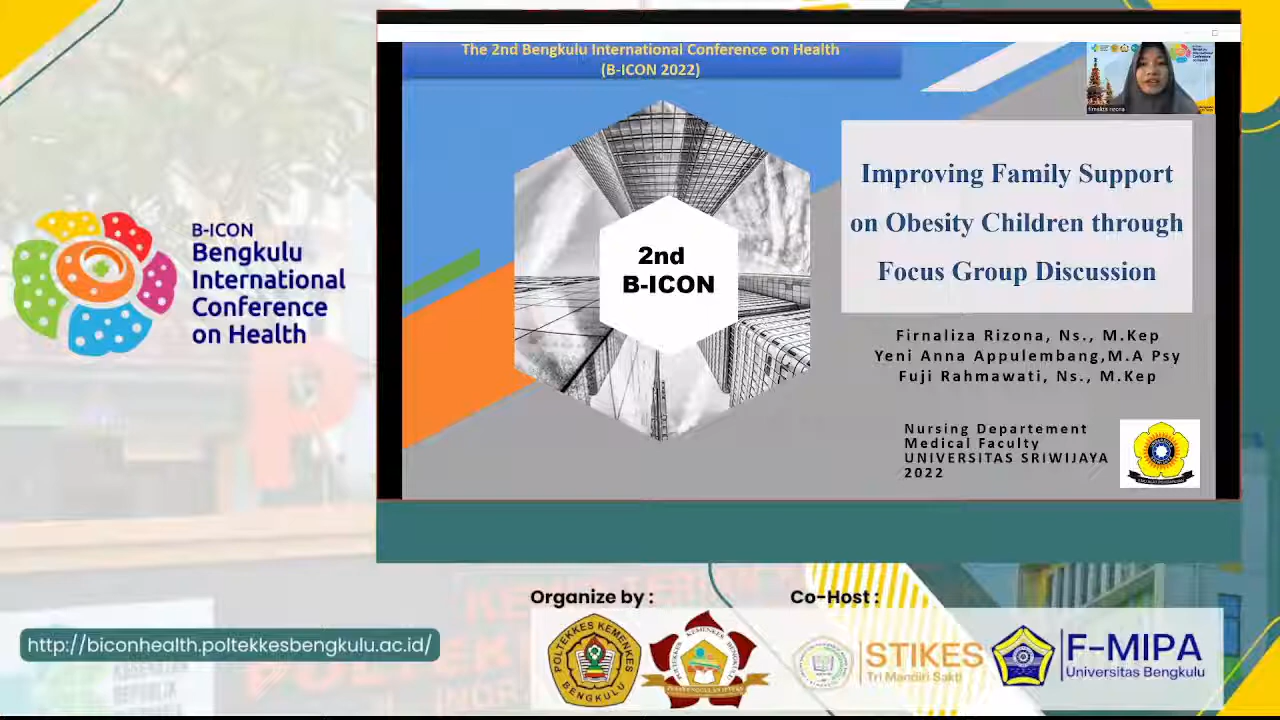 The 2nd Bengkulu International Conference on Health
(B-ICON 2022)
B-ICON
Bengkulu
International
Conference
on Health
2nd
B-ICON
Improving Family Support
on Obesity Children through
Focus Group Discussion
Firnaliza Rizona, Ns., M.Kep
Yeni Anna Appulembang,M.A Psy
Fuji Rahmawati, Ns., M.Kep
Nursing Departement
Medical Faculty
UNIVERSITAS SRIWIJAYA
2022
Organize by :
Co-Host :
http://biconhealth.poltekkesbengkulu.ac.id/
POLTEKKES KEMENKES
BENGKULU
STIKES
Tri Mandiri Sakti
F-MIPA
Universitas Bengkulu